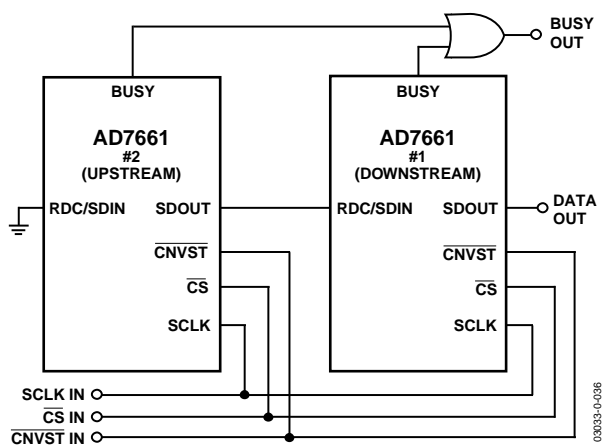 BUSY
OUT
BUSY
BUSY
AD7661
#2
(UPSTREAM)
AD7661
#1
(DOWNSTREAM)
RDC/SDIN SDOUT
RDC/SDIN SDOUT
DATA
OUT
CNVST
CNVST
CS
CS
SCLK
SCLK
SCLK IN
CS IN
CNVST IN
03033-0-036